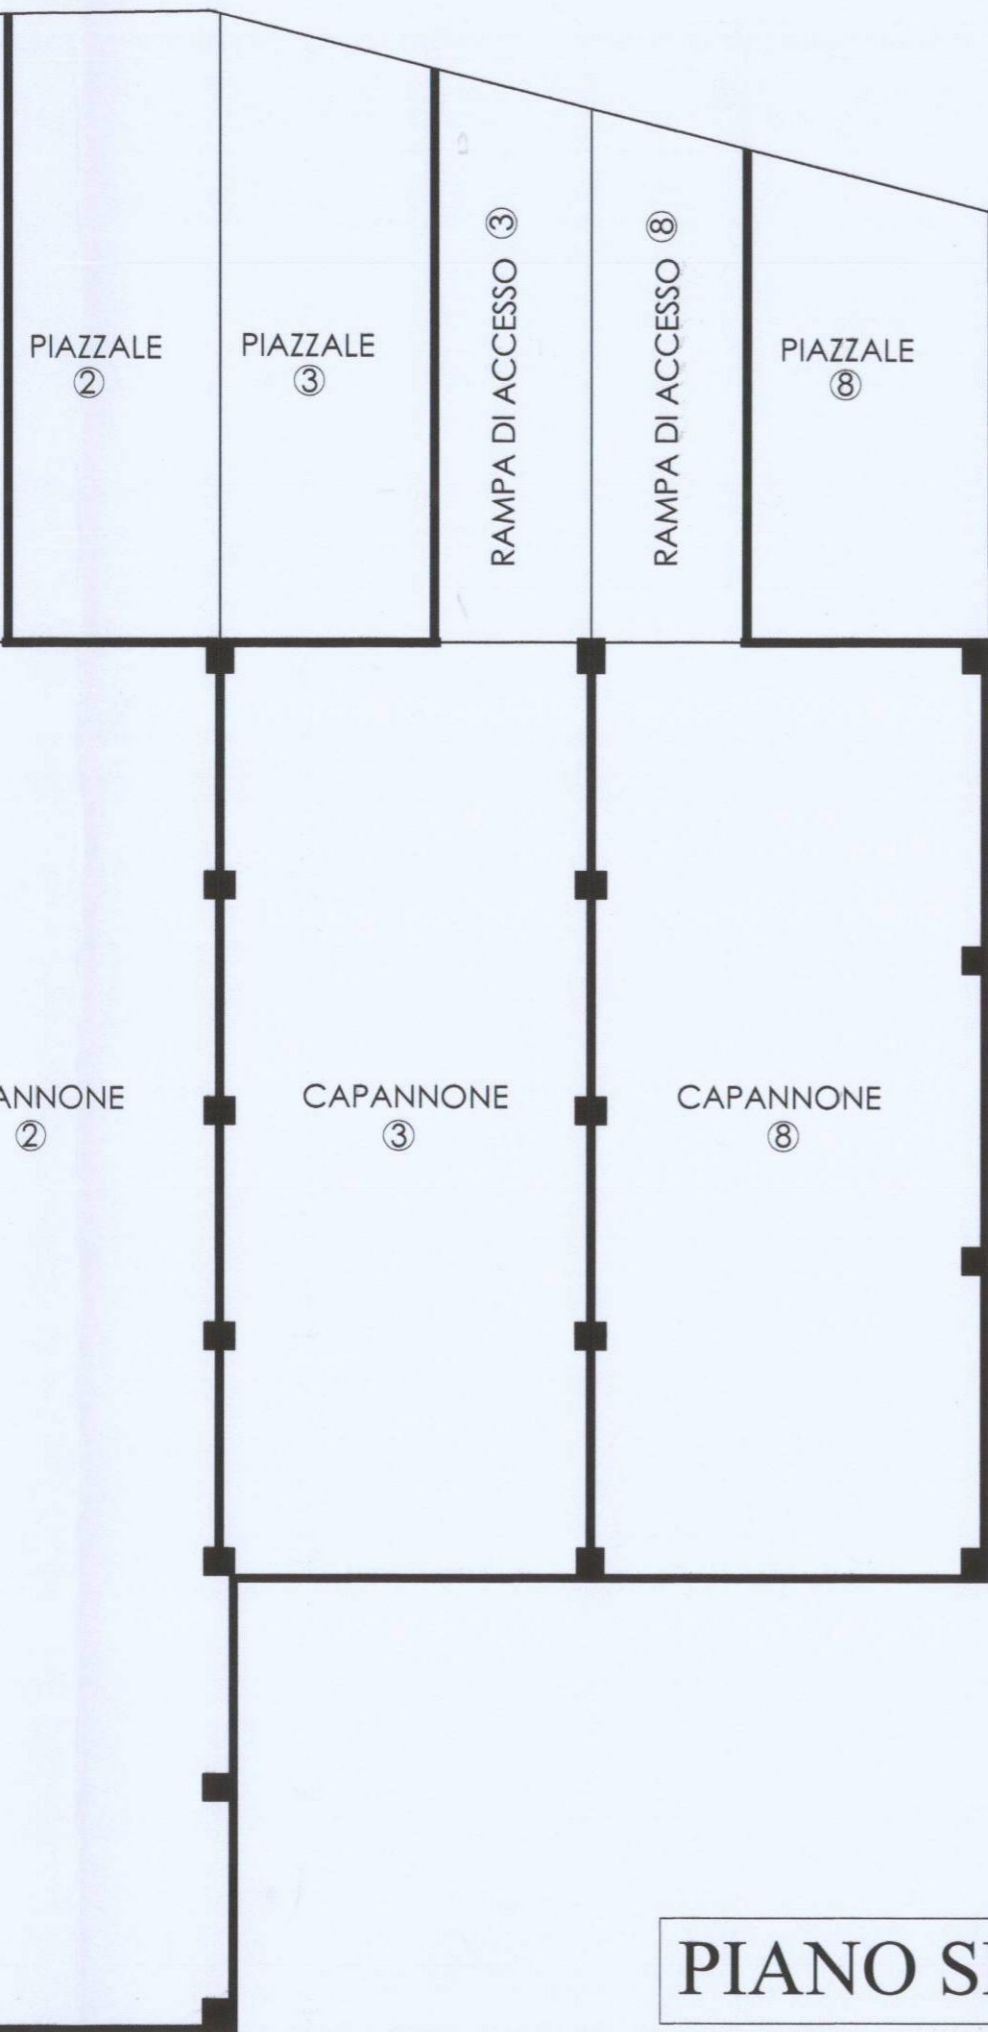 PIAZZALE
②
PIAZZALE
③
RAMPA DI ACCCESSO ③
RAMPA DI ACCESSO ⑧
PIAZZALE
⑧
ANNONE
②
CAPANNONE
③
CAPANNONE
⑧
PIANO